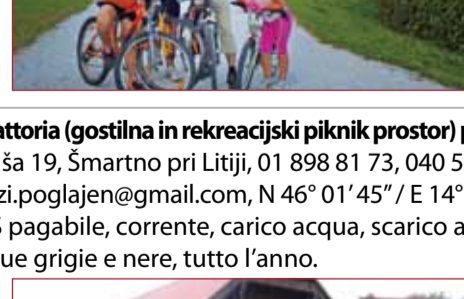 attoria (gostilna in rekreacijski piknik prostor)
ša 19, Šmartno pri Litiji, 01 898 81 73, 040 5
zi.poglajen@gmail.com, N 46° 01’ 45” / E 14°
pagabile, corrente, carico acqua, scarico a
ue grigie e nere, tutto l’anno.